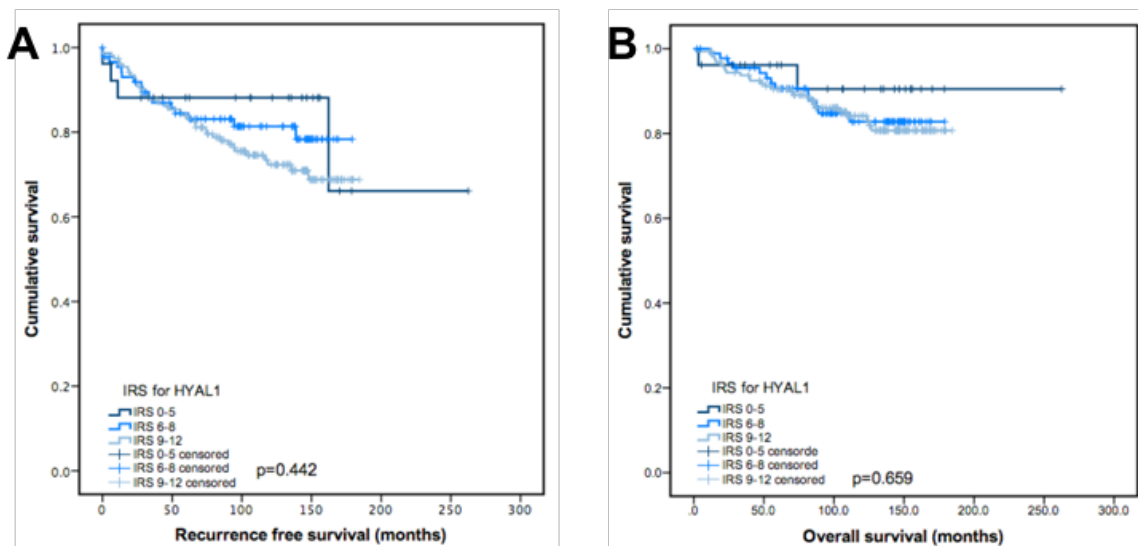 A
Cumulative survival
1.0
0.8
0.6
0.4
0.2
0.0
IRS for HYAL1
IRS 0-5
IRS 6-8
IRS 9-12
IRS 0-5 censored
IRS 6-8 censored
IRS 9-12 censored
p=0.442
0 50 100 150 200 250 300
Recurrence free survival (months)
B
Cumulative survival
1.0
0.8
0.6
0.4
0.2
0.0
IRS for HYAL1
IRS 0-5
IRS 6-8
IRS 9-12
IRS 0-5 censorde
IRS 6-8 censored
IRS 9-12 censored
p=0.659
.0 50.0 100.0 150.0 200.0 250.0 300.0
Overall survival (months)